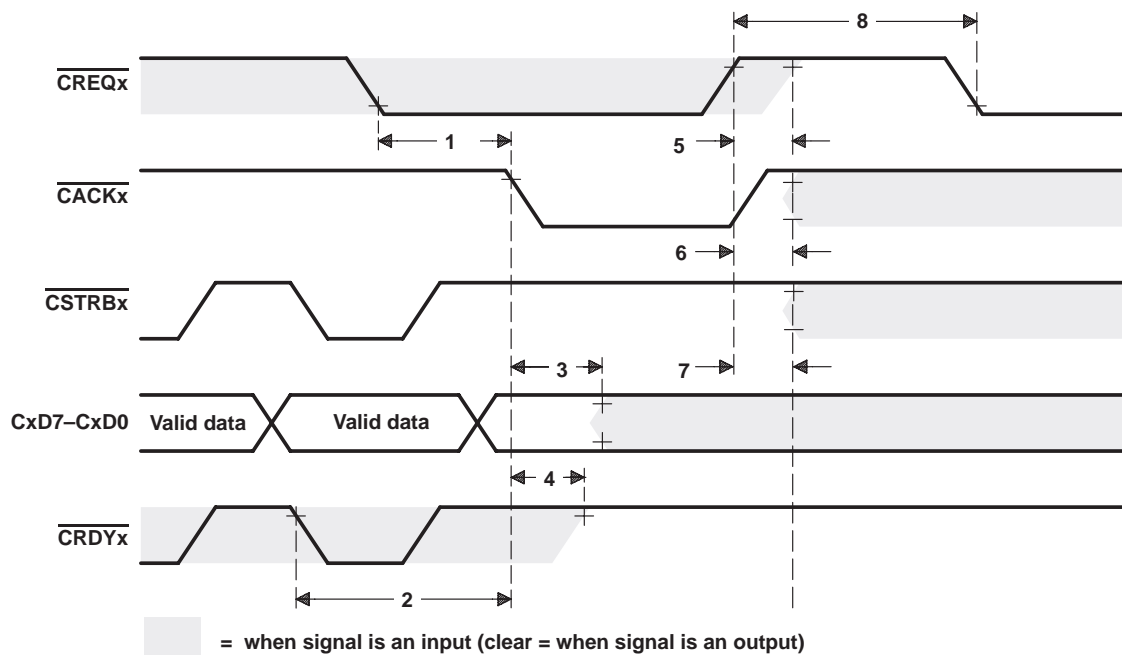 8
CREQx
1
5
CACKx
6
CSTRBx
3
7
CxD7–CxD0
Valid data
Valid data
4
CRDYx
2
= when signal is an input (clear = when signal is an output)